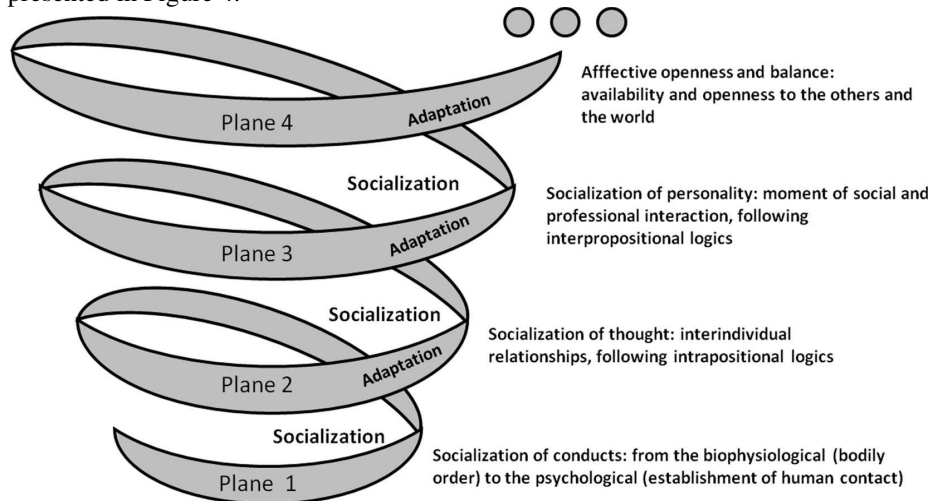 presented in Figure 4.
Afffective openness and balance:
availability and openness to the others and
the world
Adaptation
Plane 4
Socialization
Socialization of personality: moment of social and
professional interaction, following
interpropositional logics
Adaptation
Plane 3
Socialization
Socialization of thought: interindividual
relationships, following intrapositional logics
Adaptation
Plane 2
Socialization
Socialization of conducts: from the biophysiological (bodily
order) to the psychological (establishment of human contact)
Plane 1